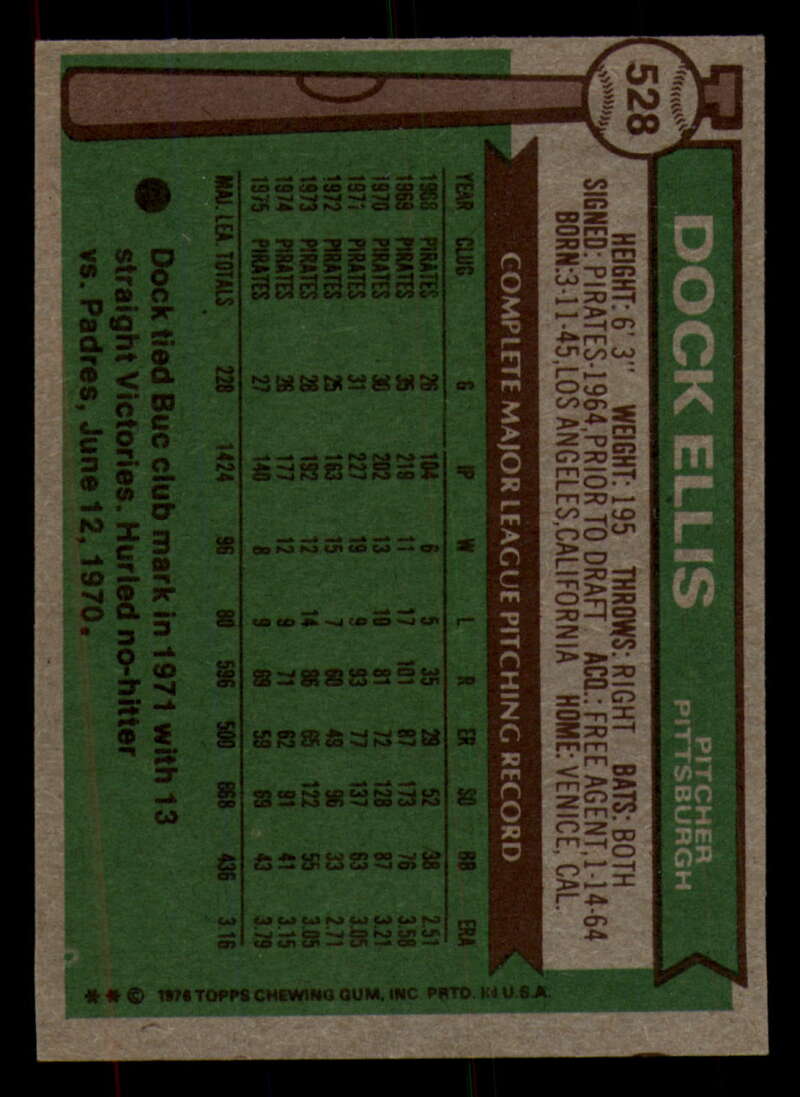 528
DOCK ELLIS
PITCHER
PITTSBURGH
HEIGHT: 6' 3" WEIGHT: 195 THROWS: RIGHT BATS: BOTH
SIGNED: PIRATES-1964, PRIOR TO DRAFT ACQ.: FREE AGENT, 1-14-64
BORN: 3-11-45, LOS ANGELES, CALIFORNIA HOME: VENICE, CAL.
COMPLETE MAJOR LEAGUE PITCHING RECORD
YEAR CLUB G IP W L R ER SO BB ERA
1968 PIRATES 26 104 6 5 35 29 52 38 2.51
1969 PIRATES 35 219 11 17 101 87 173 76 3.58
1970 PIRATES 30 202 13 10 81 72 128 87 3.21
1971 PIRATES 31 227 19 9 93 77 137 63 3.05
1972 PIRATES 25 163 15 7 60 49 96 33 2.71
1973 PIRATES 28 192 12 14 86 65 122 55 3.05
1974 PIRATES 26 177 12 9 71 62 91 41 3.15
1975 PIRATES 27 140 8 9 69 59 69 43 3.79
MAJ. LEA. TOTALS 228 1424 96 80 596 500 868 436 3.16
Dock tied Buc club mark in 1971 with 13
straight Victories. Hurled no-hitter
vs. Padres, June 12, 1970.
** © 1976 TOPPS CHEWING GUM, INC. PRTD. IN U.S.A.